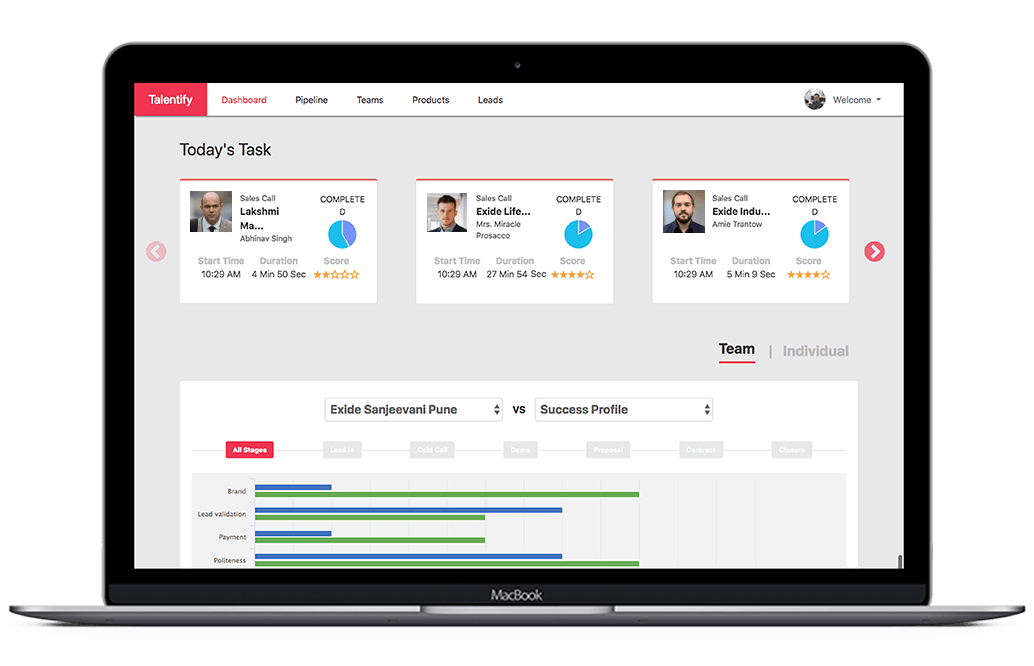 Talentify
Dashboard
Pipeline
Teams
Products
Leads
Welcome
Today's Task
Sales Call
Lakshmi
Ma...
Abhinav Singh
COMPLETE
D
Start Time
Duration
Score
10:29 AM
4 Min 50 Sec
Sales Call
Exide Life...
Mrs. Miracle
Prosacco
COMPLETE
D
Start Time
Duration
Score
10:29 AM
27 Min 54 Sec
Sales Call
Exide Indu...
Amie Trantow
COMPLETE
D
Start Time
Duration
Score
10:29 AM
5 Min 9 Sec
Team | Individual
Exide Sanjeevani Pune
VS
Success Profile
All Stages
Lead In
Cold Call
Demo
Proposal
Contract
Closure
Brand
Lead validation
Payment
Politeness
MacBook